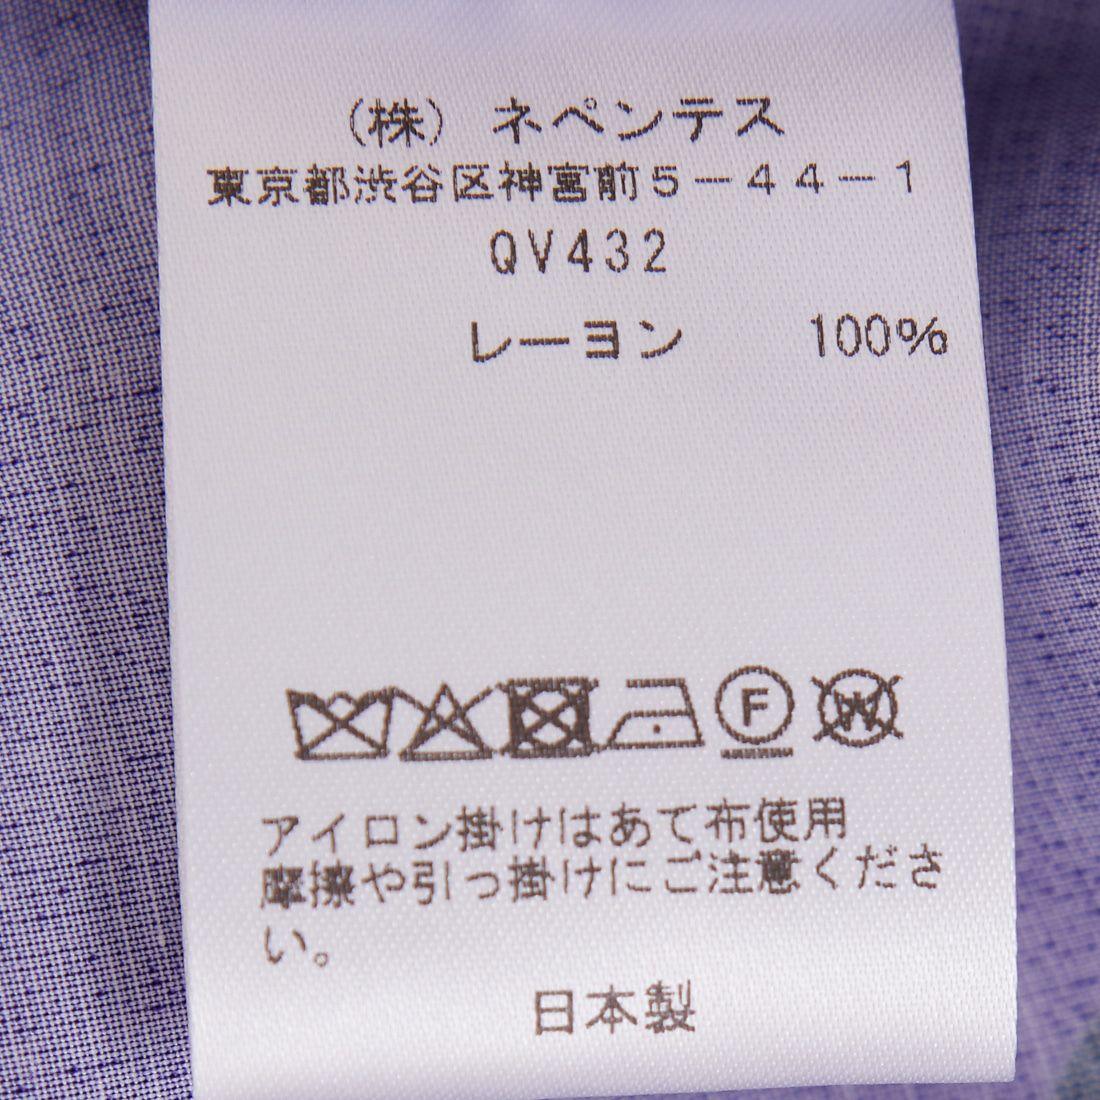 (株) ネペンテス
東京都渋谷区神宮前5－44－1
QV432
レーヨン 100%
F
W
アイロン掛けはあて布使用
摩擦や引っ掛けにご注意くださ
い。
日本製